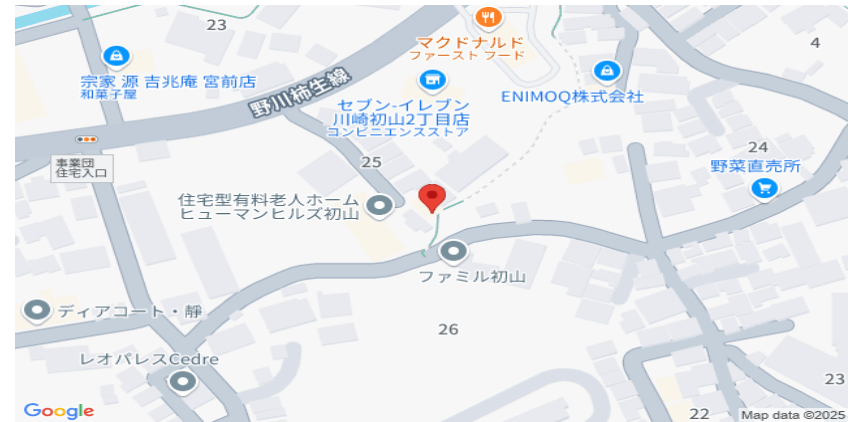 23
マクドナルド
ファースト フード
4
宗家 源 吉兆庵 宮前店
和菓子屋
野川柿生線
セブン-イレブン
川崎初山2丁目店
コンビニエンスストア
ENIMOQ株式会社
事業団
住宅入口
25
24
野菜直売所
住宅型有料老人ホーム
ヒューマンヒルズ初山
ファミル初山
ディアコート・靜
26
レオパレスCedre
23
Google
22
Map data ©2025